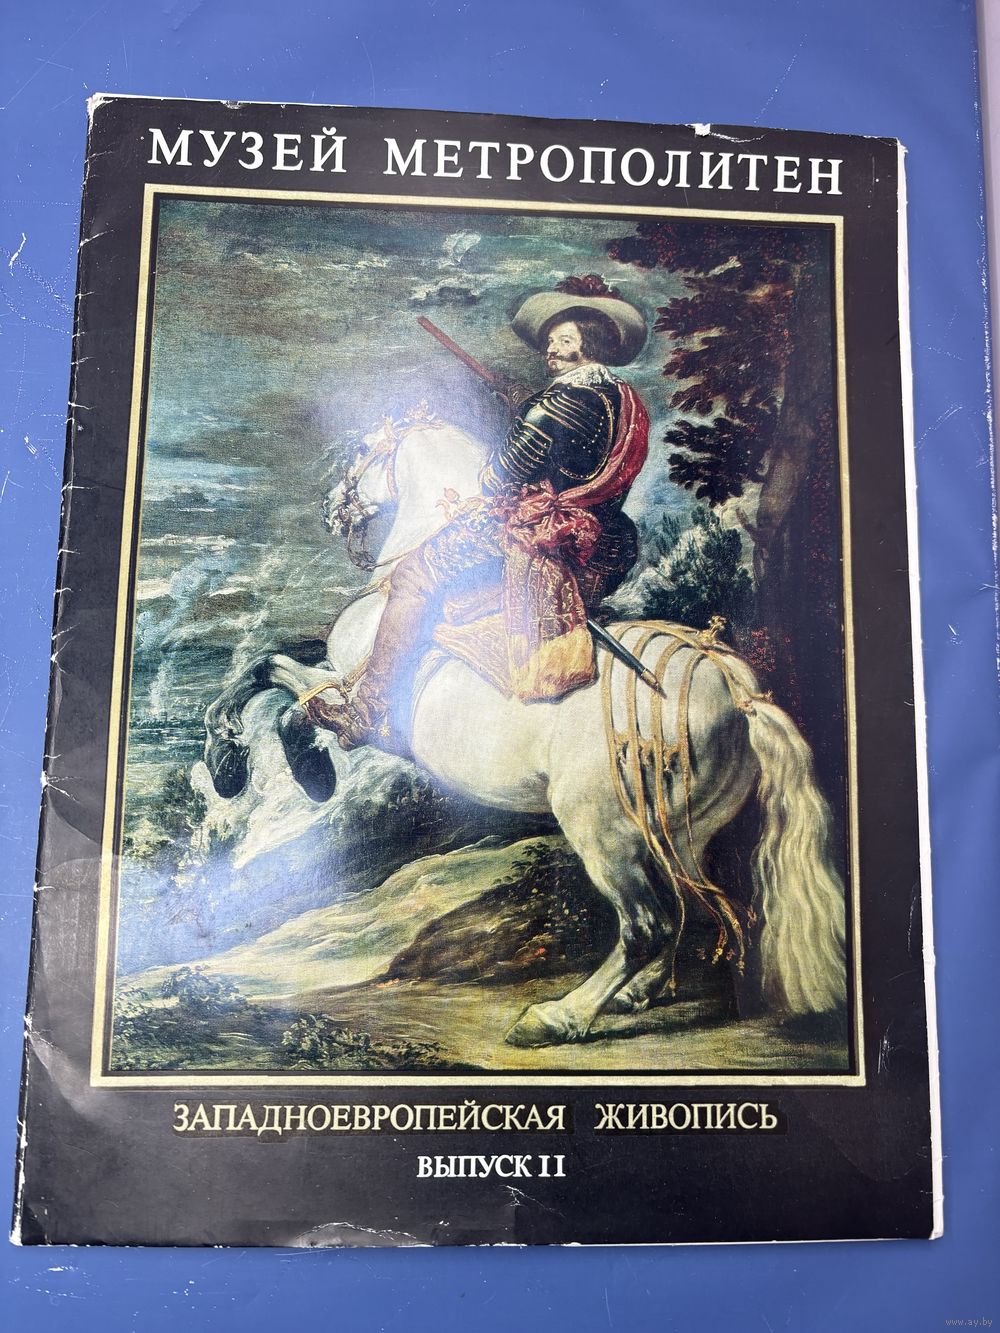 МУЗЕЙ МЕТРОПОЛИТЕН
ЗАПАДНОЕВРОПЕЙСКАЯ ЖИВОПИСЬ
ВЫПУСК II
www.ay.by